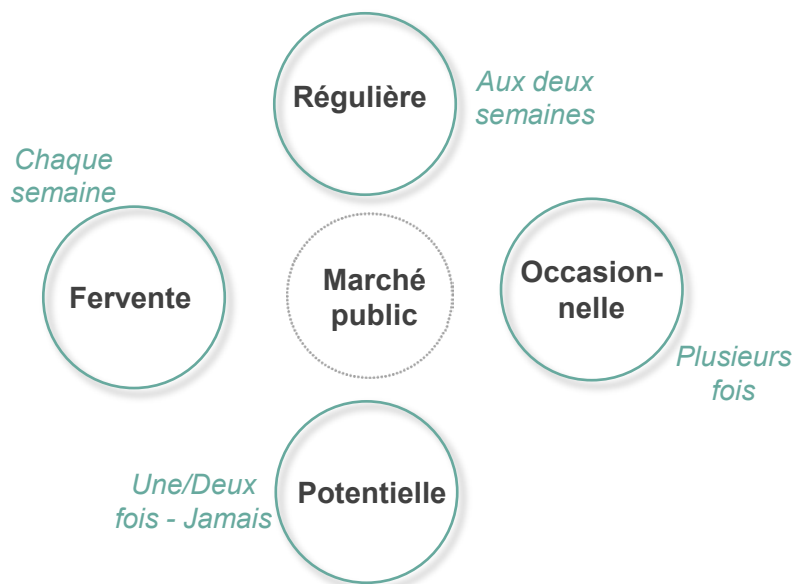 Régulière
Aux deux
semaines
Chaque
semaine
Fervente
Marché
public
Occasion-
nelle
Plusieurs
fois
Une/Deux
fois - Jamais
Potentielle